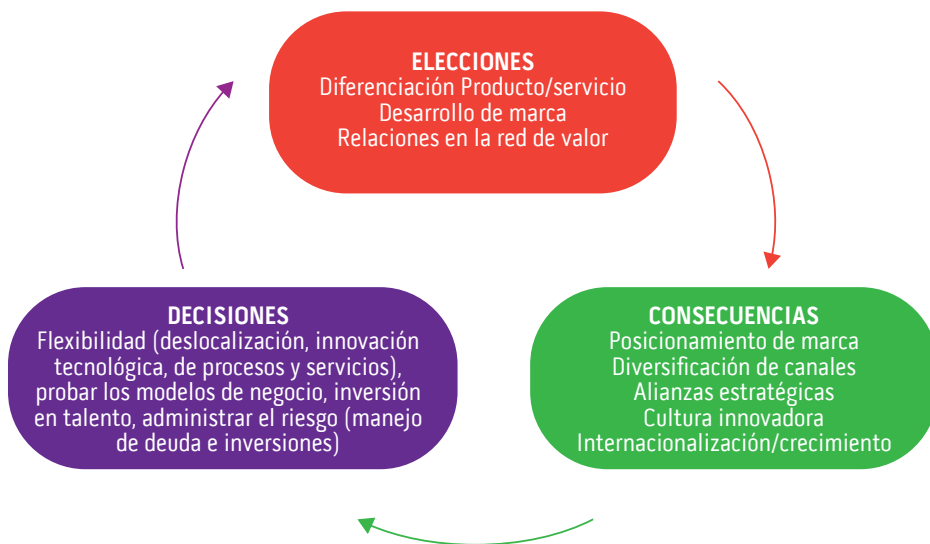 ELECCIONES
Diferenciación Producto/servicio
Desarrollo de marca
Relaciones en la red de valor
DECISIONES
Flexibilidad (deslocalización, innovación
tecnológica, de procesos y servicios),
probar los modelos de negocio, inversión
en talento, administrar el riesgo (manejo
de deuda e inversiones)
CONSECUENCIAS
Posicionamiento de marca
Diversificación de canales
Alianzas estratégicas
Cultura innovadora
Internacionalización/crecimiento